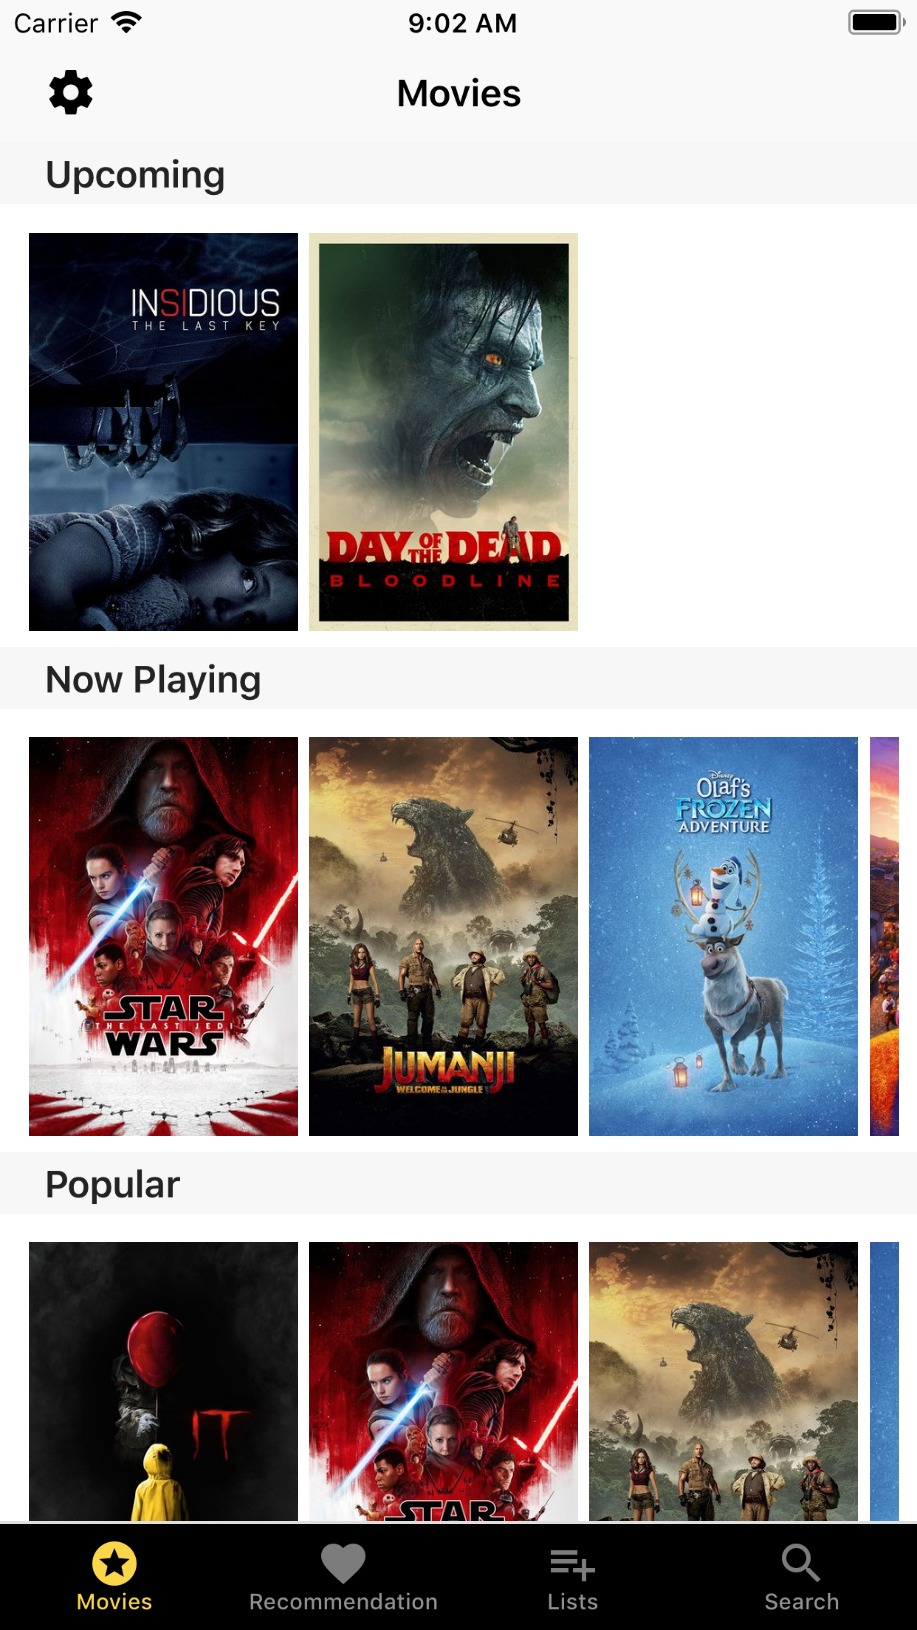 Carrier
9:02 AM
Movies
Upcoming
INSIDIOUS
THE LAST KEY
DAY OF THE DEAD
BLOODLINE
Now Playing
STAR
THE LAST JEDI
WARS
JUMANJI
WELCOME TO THE JUNGLE
Disney
Olaf's
FROZEN
ADVENTURE
Popular
IT
STAR
Movies
Recommendation
Lists
Search